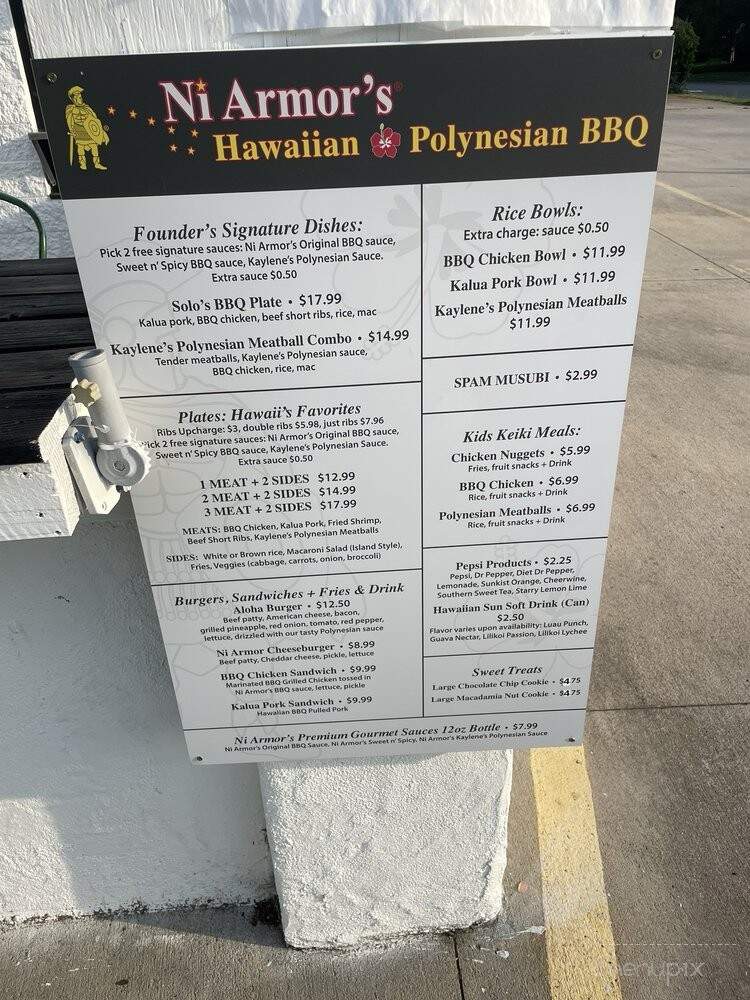 Ni Armor's
Hawaiian Polynesian BBQ
Founder's Signature Dishes:
Pick 2 free signature sauces: Ni Armor's Original BBQ sauce,
Sweet n' Spicy BBQ sauce, Kaylene's Polynesian Sauce.
Extra sauce $0.50
Solo's BBQ Plate • $17.99
Kalua pork, BBQ chicken, beef short ribs, rice, mac
Kaylene's Polynesian Meatball Combo • $14.99
Tender meatballs, Kaylene's Polynesian sauce,
BBQ chicken, rice, mac
Plates: Hawaii's Favorites
Ribs Upcharge: $3, double ribs $5.98, just ribs $7.96
ick 2 free signature sauces: Ni Armor's Original BBQ sauce,
Sweet n' Spicy BBQ sauce, Kaylene's Polynesian Sauce.
Extra sauce $0.50
1 MEAT + 2 SIDES $12.99
2 MEAT + 2 SIDES $14.99
3 MEAT + 2 SIDES $17.99
MEATS: BBQ Chicken, Kalua Pork, Fried Shrimp,
Beef Short Ribs, Kaylene's Polynesian Meatballs
SIDES: White or Brown rice, Macaroni Salad (Island Style),
Fries, Veggies (cabbage, carrots, onion, broccoli)
Burgers, Sandwiches + Fries & Drink
Aloha Burger • $12.50
Beef patty, American cheese, bacon,
grilled pineapple, red onion, tomato, red pepper,
lettuce, drizzled with our tasty Polynesian sauce
Ni Armor Cheeseburger • $8.99
Beef patty, Cheddar cheese, pickle, lettuce
BBQ Chicken Sandwich • $9.99
Marinated BBQ Grilled Chicken tossed in
Ni Armor's BBQ sauce, lettuce, pickle
Kalua Pork Sandwich • $9.99
Hawaiian BBQ Pulled Pork
Rice Bowls:
Extra charge: sauce $0.50
BBQ Chicken Bowl • $11.99
Kalua Pork Bowl • $11.99
Kaylene's Polynesian Meatballs
$11.99
SPAM MUSUBI • $2.99
Kids Keiki Meals:
Chicken Nuggets • $5.99
Fries, fruit snacks + Drink
BBQ Chicken • $6.99
Rice, fruit snacks + Drink
Polynesian Meatballs • $6.99
Rice, fruit snacks + Drink
Pepsi Products • $2.25
Pepsi, Dr Pepper, Diet Dr Pepper,
Lemonade, Sunkist Orange, Cheerwine,
Southern Sweet Tea, Starry Lemon Lime
Hawaiian Sun Soft Drink (Can)
$2.50
Flavor varies upon availability: Luau Punch,
Guava Nectar, Lilikoi Passion, Lilikoi Lychee
Sweet Treats
Large Chocolate Chip Cookie • $4.75
Large Macadamia Nut Cookie • $4.75
Ni Armor's Premium Gourmet Sauces 12oz Bottle • $7.99
Ni Armor's Original BBQ Sauce, Ni Armor's Sweet n' Spicy, Ni Armor's Kaylene's Polynesian Sauce
menupix